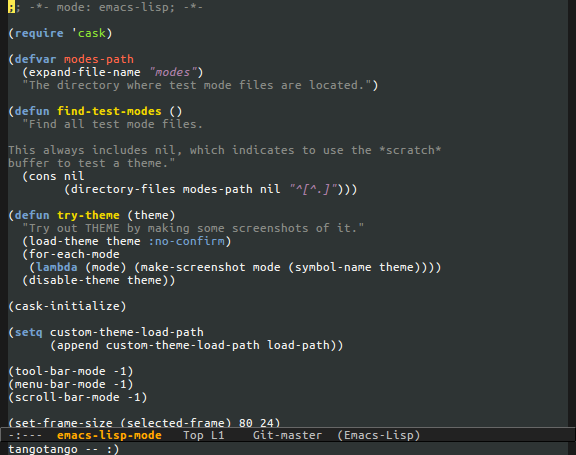 ;; -*- mode: emacs-lisp; -*-

(require 'cask)

(defvar modes-path
  (expand-file-name "modes")
  "The directory where test mode files are located.")

(defun find-test-modes ()
  "Find all test mode files.

This always includes nil, which indicates to use the *scratch*
buffer to test a theme."
  (cons nil
        (directory-files modes-path nil "^[^.]")))

(defun try-theme (theme)
  "Try out THEME by making some screenshots of it."
  (load-theme theme :no-confirm)
  (for-each-mode
   (lambda (mode) (make-screenshot mode (symbol-name theme))))
  (disable-theme theme))

(cask-initialize)

(setq custom-theme-load-path
      (append custom-theme-load-path load-path))

(tool-bar-mode -1)
(menu-bar-mode -1)
(scroll-bar-mode -1)

(set-frame-size (selected-frame) 80 24)
-:---  emacs-lisp-mode   Top L1    Git-master  (Emacs-Lisp)
tangotango -- :)